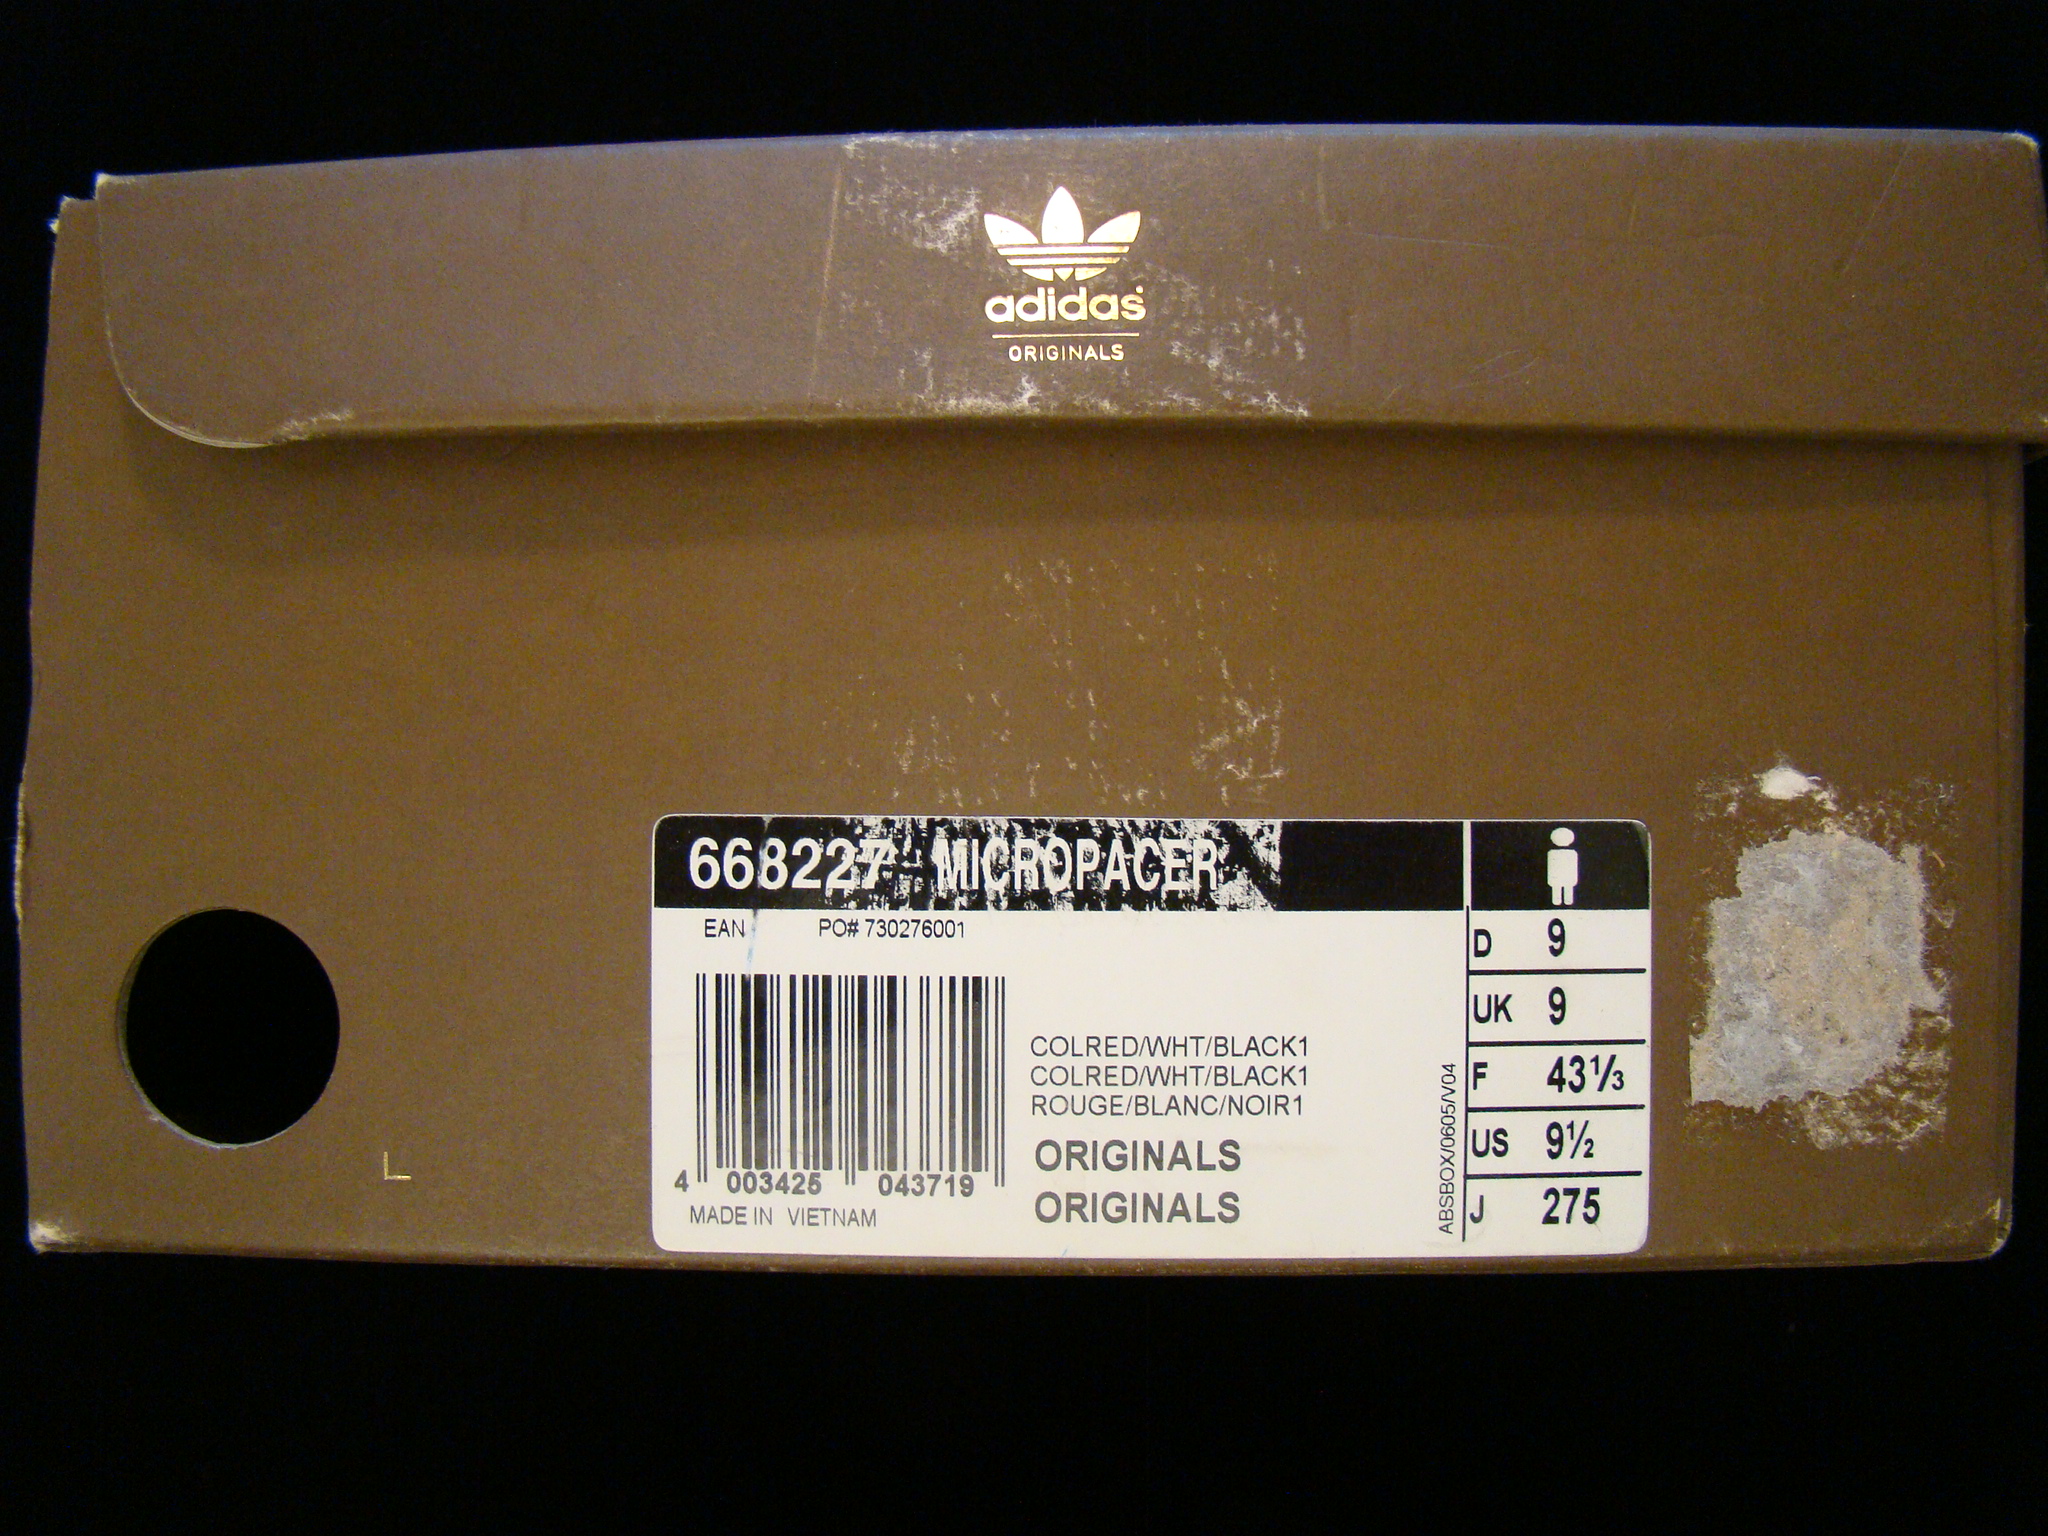 adidas
ORIGINALS
668227 MICROPACER
EAN PO# 730276001
D 9
UK 9
F 43⅓
US 9½
J 275
COLRED/WHT/BLACK1
COLRED/WHT/BLACK1
ROUGE/BLANC/NOIR1
ORIGINALS
ORIGINALS
4 003425 043719
MADE IN VIETNAM
ABSBOX/0605/V04
L